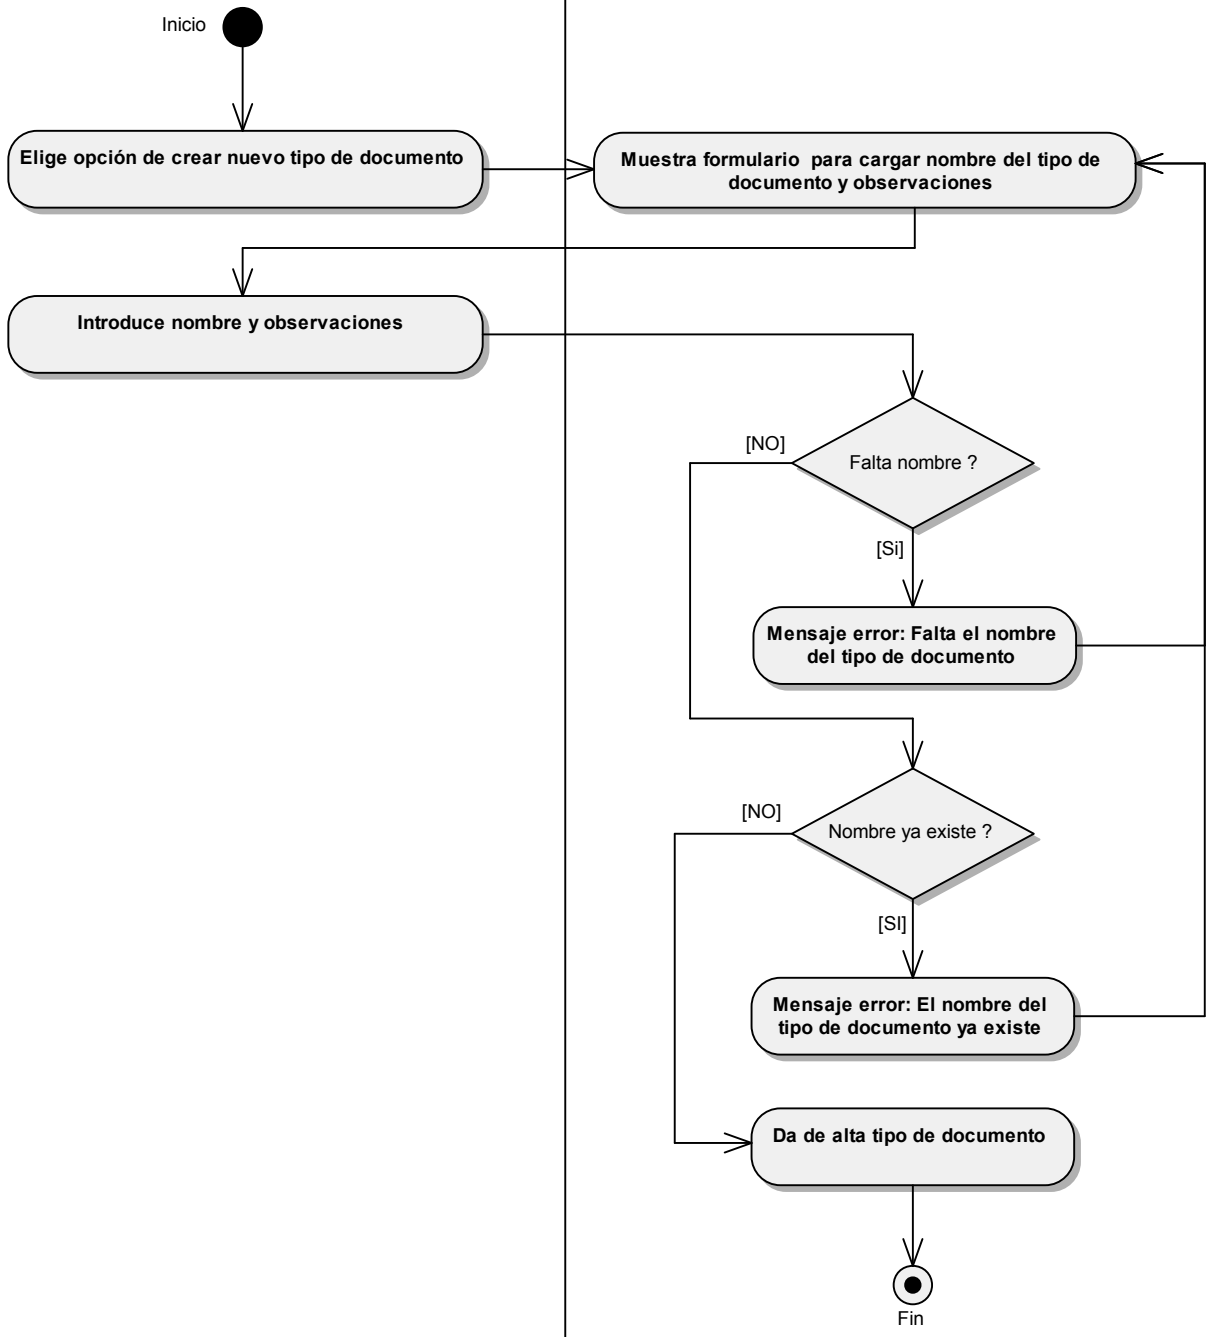 Inicio
Elige opción de crear nuevo tipo de documento
Muestra formulario para cargar nombre del tipo de
documento y observaciones
Introduce nombre y observaciones
[NO]
Falta nombre ?
[Si]
Mensaje error: Falta el nombre
del tipo de documento
[NO]
Nombre ya existe ?
[SI]
Mensaje error: El nombre del
tipo de documento ya existe
Da de alta tipo de documento
Fin